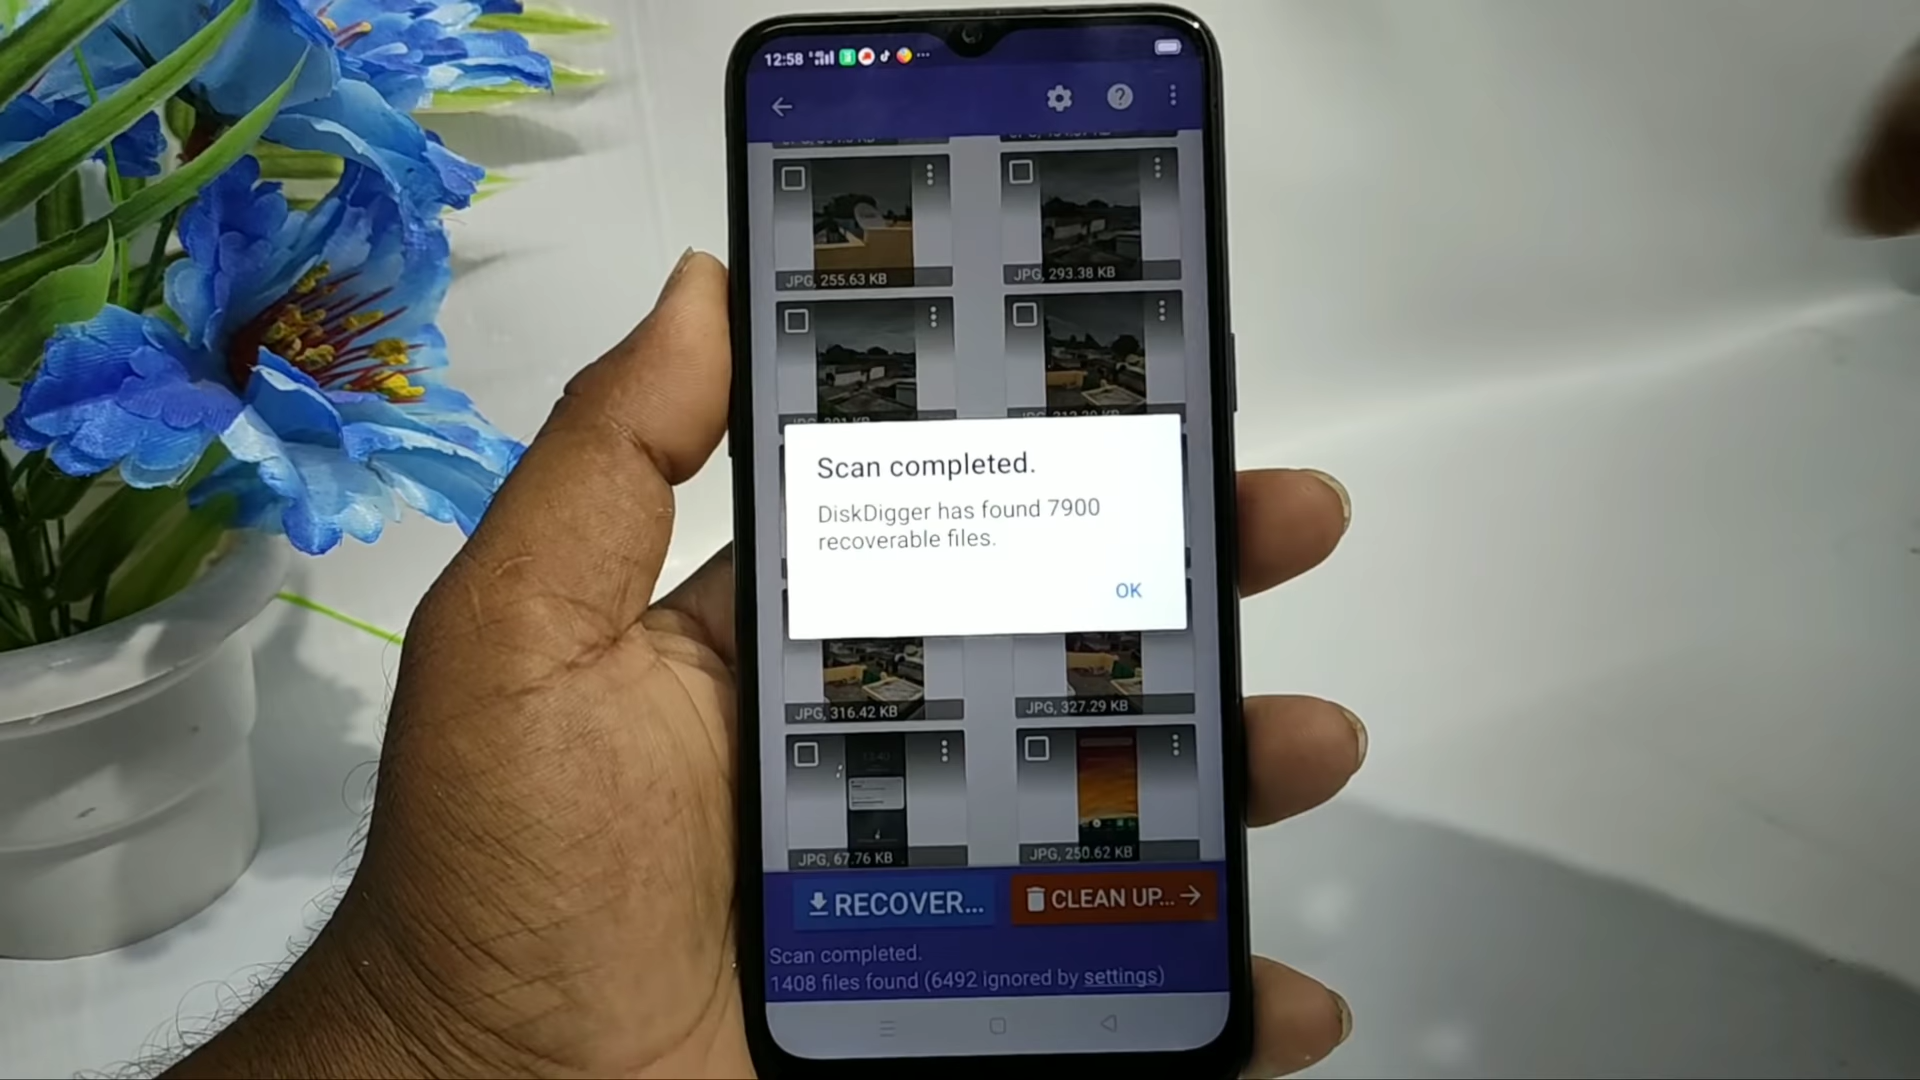 12:58
JPG, 255.63 KB
JPG, 293.38 KB
Scan completed.
DiskDigger has found 7900
recoverable files.
OK
JPG, 316.42 KB
JPG, 327.29 KB
13:40
JPG, 67.76 KB
JPG, 250.62 KB
RECOVER...
CLEAN UP...
Scan completed.
1408 files found (6492 ignored by settings)